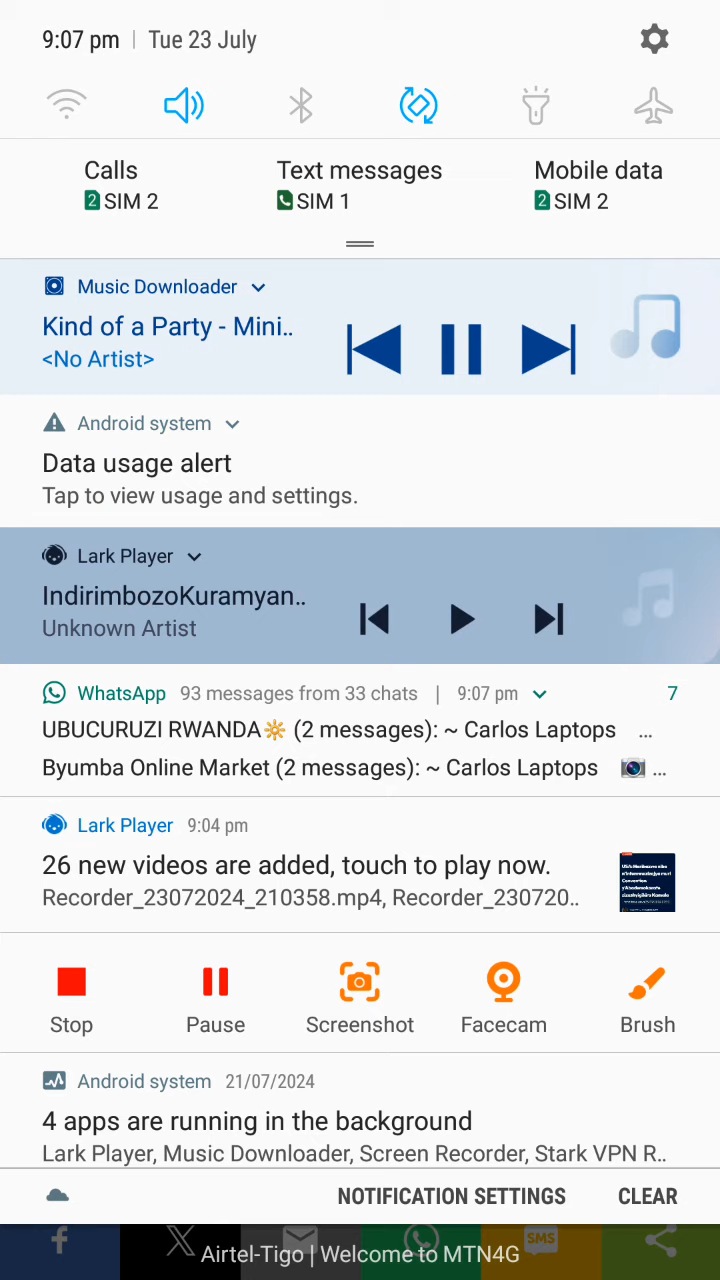 9:07 pm | Tue 23 July
Calls Text messages Mobile data
2 SIM 2 SIM 1 2 SIM 2
Music Downloader
Kind of a Party - Mini..
<No Artist>
Android system
Data usage alert
Tap to view usage and settings.
Lark Player
IndirimbozoKuramyan..
Unknown Artist
WhatsApp 93 messages from 33 chats | 9:07 pm 7
UBUCURUZI RWANDA🔆 (2 messages): ~ Carlos Laptops ...
Byumba Online Market (2 messages): ~ Carlos Laptops 📷 ...
Lark Player 9:04 pm
26 new videos are added, touch to play now.
Recorder_23072024_210358.mp4, Recorder_230720..
Stop Pause Screenshot Facecam Brush
Android system 21/07/2024
4 apps are running in the background
Lark Player, Music Downloader, Screen Recorder, Stark VPN R..
NOTIFICATION SETTINGS CLEAR
SMS
Airtel-Tigo | Welcome to MTN4G